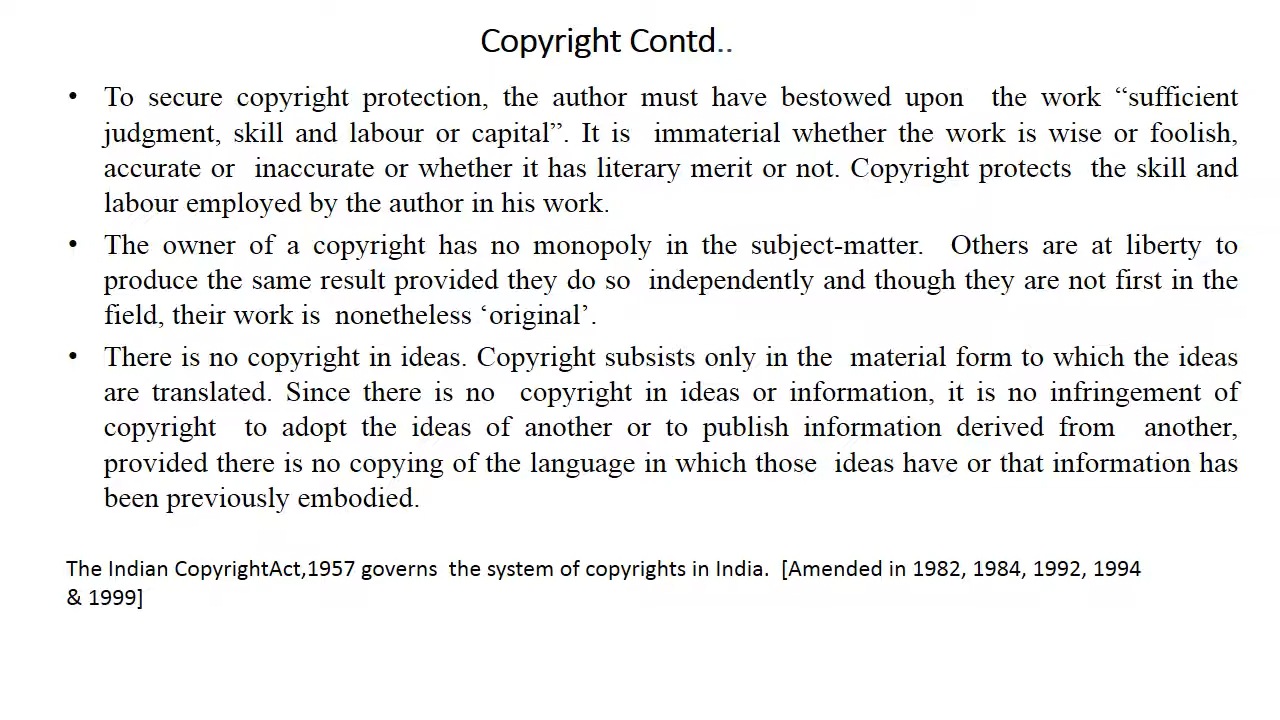 Copyright Contd..
• To secure copyright protection, the author must have bestowed upon the work “sufficient
judgment, skill and labour or capital”. It is immaterial whether the work is wise or foolish,
accurate or inaccurate or whether it has literary merit or not. Copyright protects the skill and
labour employed by the author in his work.
• The owner of a copyright has no monopoly in the subject-matter. Others are at liberty to
produce the same result provided they do so independently and though they are not first in the
field, their work is nonetheless ‘original’.
• There is no copyright in ideas. Copyright subsists only in the material form to which the ideas
are translated. Since there is no copyright in ideas or information, it is no infringement of
copyright to adopt the ideas of another or to publish information derived from another,
provided there is no copying of the language in which those ideas have or that information has
been previously embodied.
The Indian CopyrightAct,1957 governs the system of copyrights in India. [Amended in 1982, 1984, 1992, 1994
& 1999]